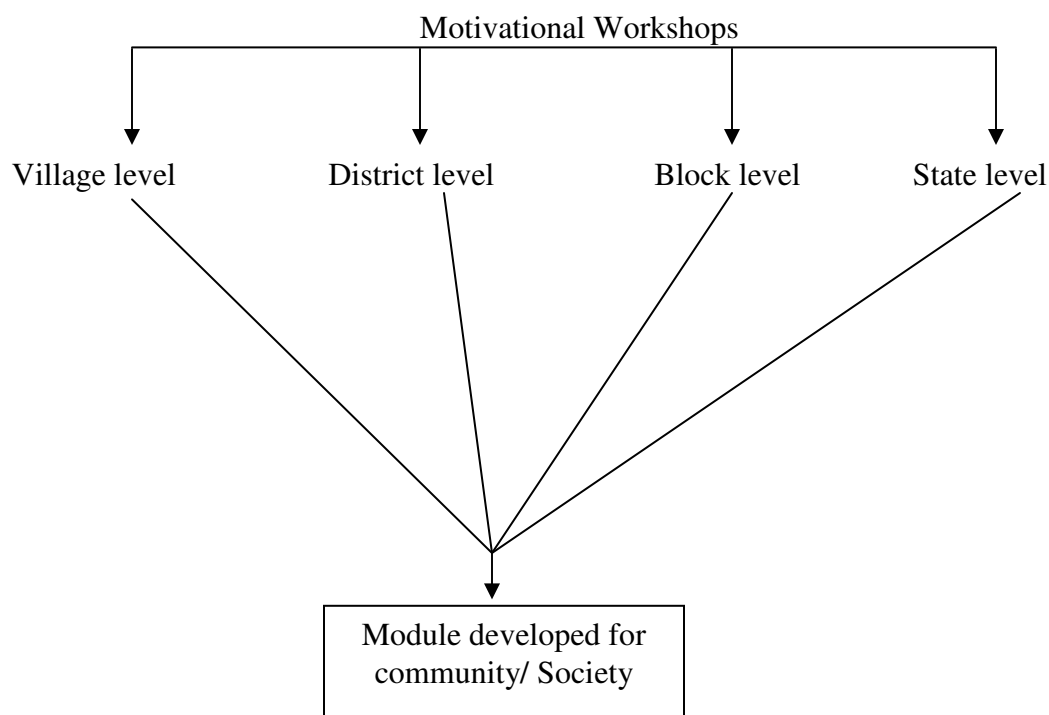 Motivational Workshops
Village level District level Block level State level
Module developed for
community/ Society